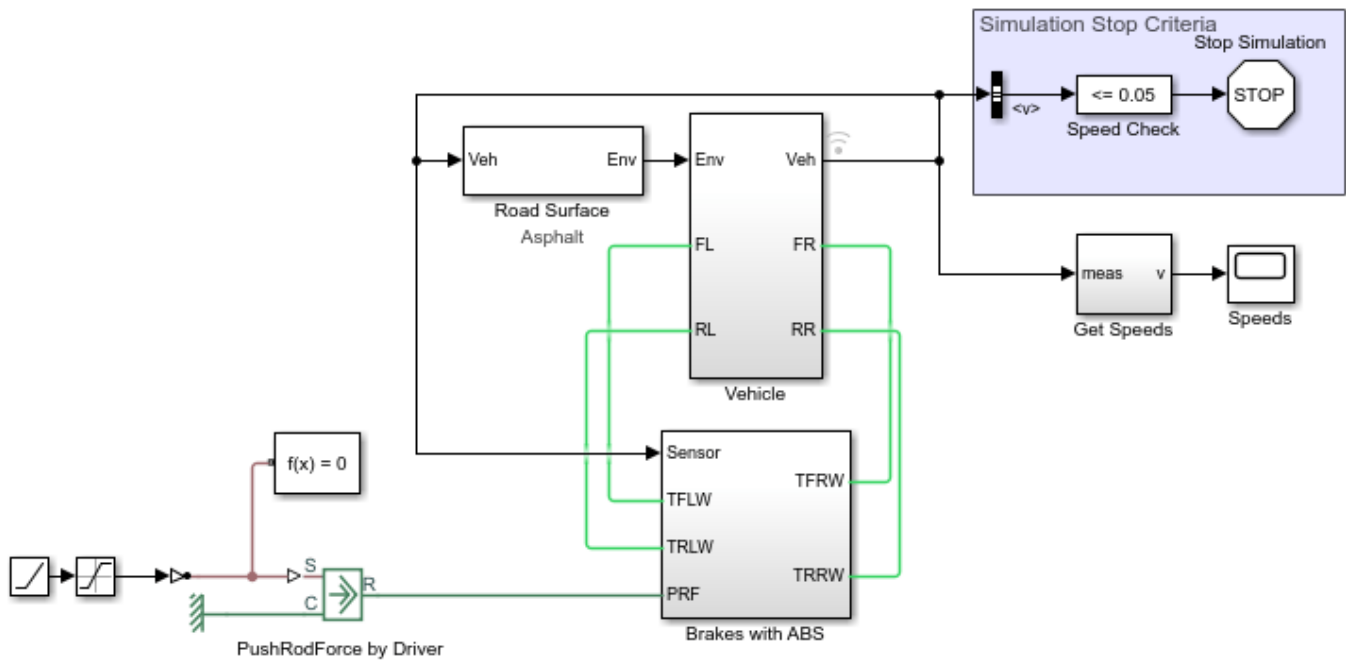 Simulation Stop Criteria
Stop Simulation
<v>
<= 0.05
STOP
Speed Check
Veh
Env
Road Surface
Asphalt
Env
Veh
FL
FR
RL
RR
Vehicle
meas
v
Get Speeds
Speeds
f(x) = 0
Sensor
TFLW
TRLW
PRF
TFRW
TRRW
Brakes with ABS
S
C
R
PushRodForce by Driver